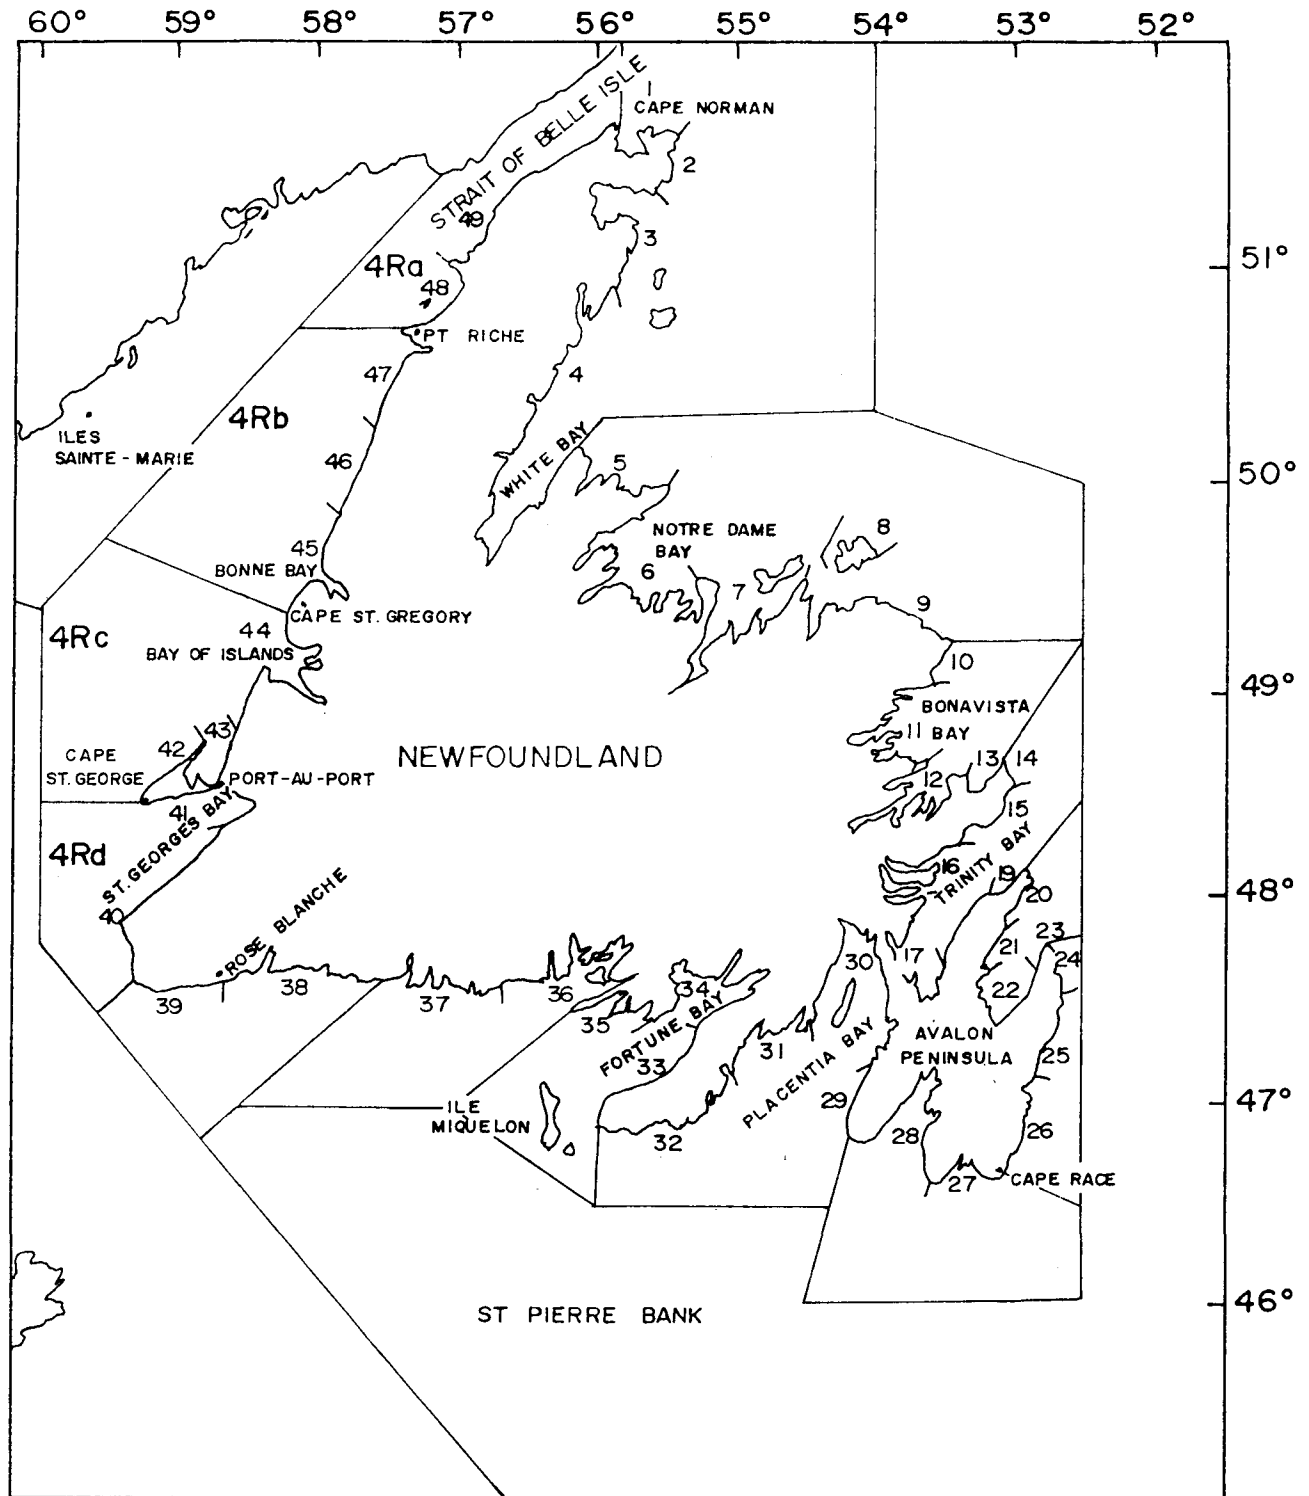 60° 59° 58° 57° 56° 55° 54° 53° 52°
1
CAPE NORMAN
STRAIT OF BELLE ISLE
2
49
3
51°
4Ra
48
PT RICHE
47
4
4Rb
ILES
SAINTE-MARIE
WHITE BAY
46
5
50°
NOTRE DAME
BAY
8
45
BONNE BAY
6
7
CAPE ST. GREGORY
9
4Rc
44
BAY OF ISLANDS
10
49°
BONAVISTA
BAY
11
43
42
CAPE
ST. GEORGE
NEWFOUNDLAND
13
14
12
PORT-AU-PORT
41
15
4Rd
ST. GEORGES BAY
16
TRINITY BAY
19
48°
20
40
ROSE BLANCHE
23
21
24
17
30
22
39
38
37
36
34
35
FORTUNE BAY
33
31
PLACENTIA BAY
AVALON
PENINSULA
25
29
47°
ILE
MIQUELON
32
28
26
27
CAPE RACE
46°
ST PIERRE BANK